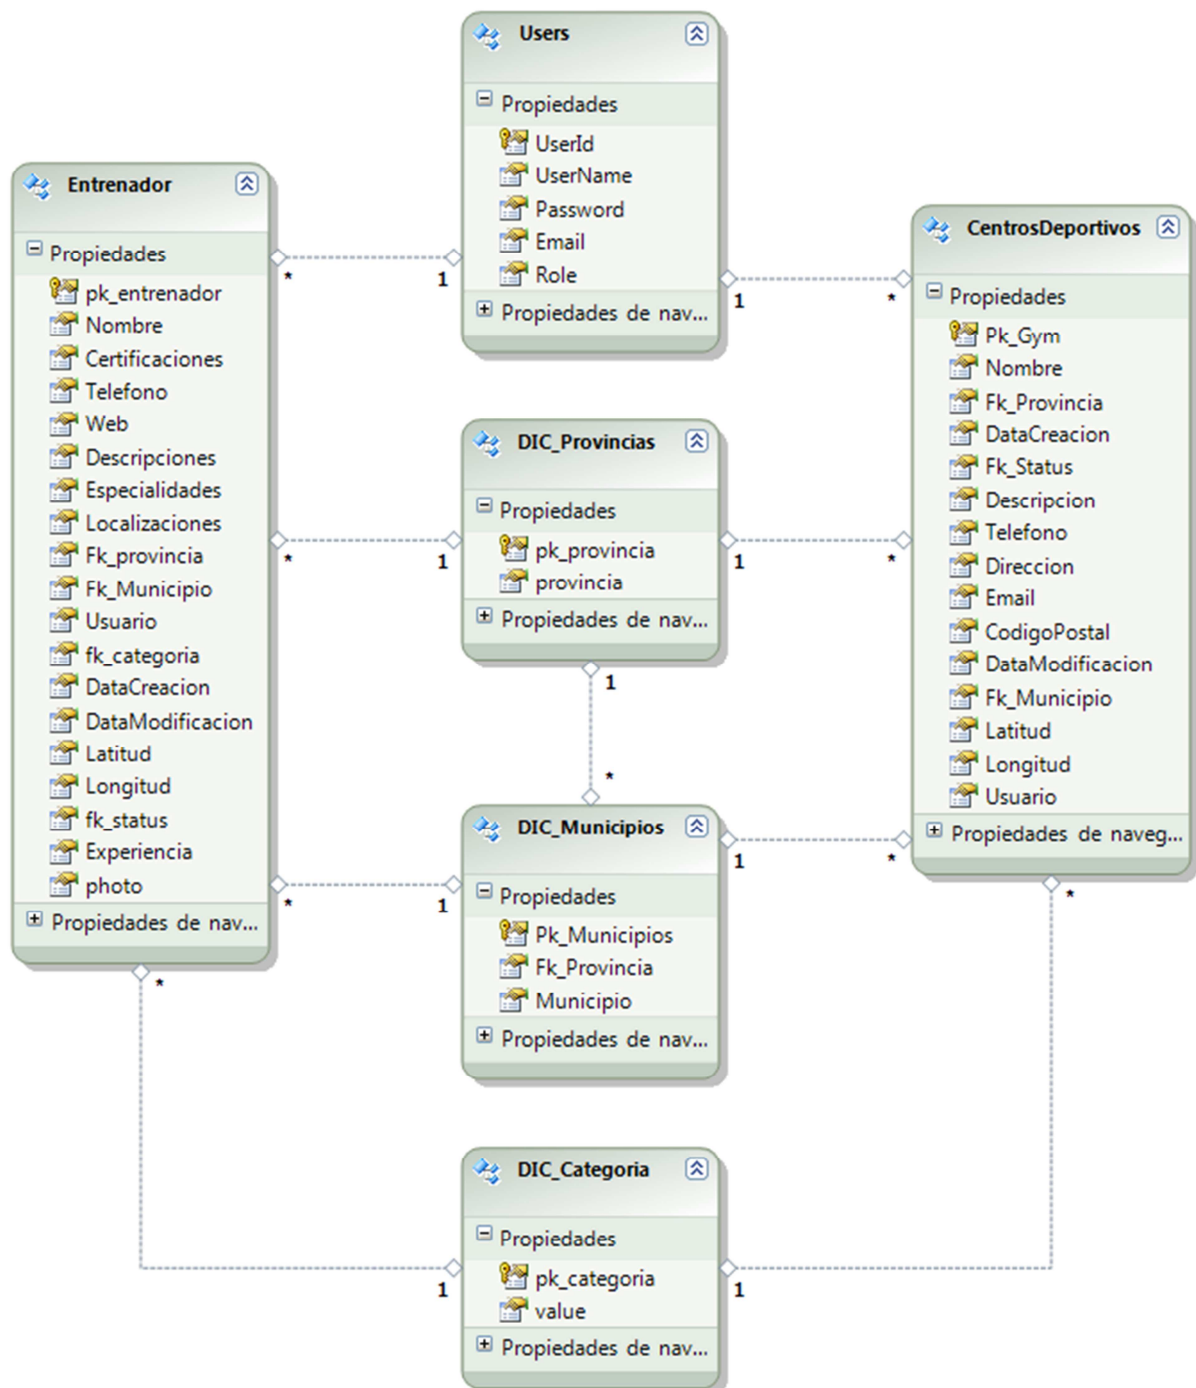 Users
Propiedades
UserId
UserName
Password
Email
Role
Propiedades de nav...
Entrenador
Propiedades
pk_entrenador
Nombre
Certificaciones
Telefono
Web
Descripciones
Especialidades
Localizaciones
Fk_provincia
Fk_Municipio
Usuario
fk_categoria
DataCreacion
DataModificacion
Latitud
Longitud
fk_status
Experiencia
photo
Propiedades de nav...
* 1
* 1
* 1
* 1
DIC_Provincias
Propiedades
pk_provincia
provincia
Propiedades de nav...
1
*
DIC_Municipios
Propiedades
Pk_Municipios
Fk_Provincia
Municipio
Propiedades de nav...
DIC_Categoria
Propiedades
pk_categoria
value
Propiedades de nav...
1 *
1 *
1 *
1 *
CentrosDeportivos
Propiedades
Pk_Gym
Nombre
Fk_Provincia
DataCreacion
Fk_Status
Descripcion
Telefono
Direccion
Email
CodigoPostal
DataModificacion
Fk_Municipio
Latitud
Longitud
Usuario
Propiedades de naveg...